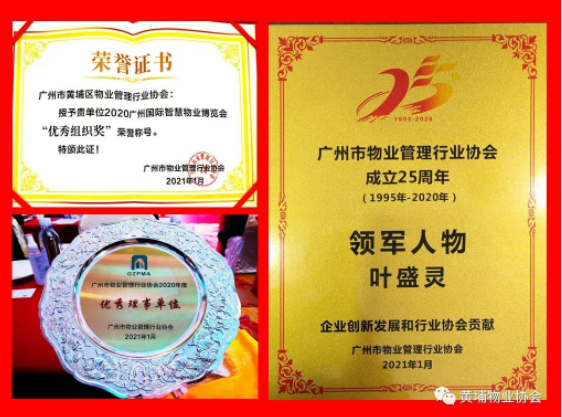 荣誉证书
广州市黄埔区物业管理行业协会：
授予贵单位2020广州国际智慧物业博览会
“优秀组织奖”荣誉称号。
特颁此证！
广州市物业管理行业协会
2021年1月
GZPMA
广州市物业管理行业协会2020年度
优秀理事单位
广州市物业管理行业协会
2021年1月
25
1995-2020
广州市物业管理行业协会
成立25周年
（1995年-2020年）
领军人物
叶盛灵
企业创新发展和行业协会贡献
广州市物业管理行业协会
2021年1月
黄埔物业协会